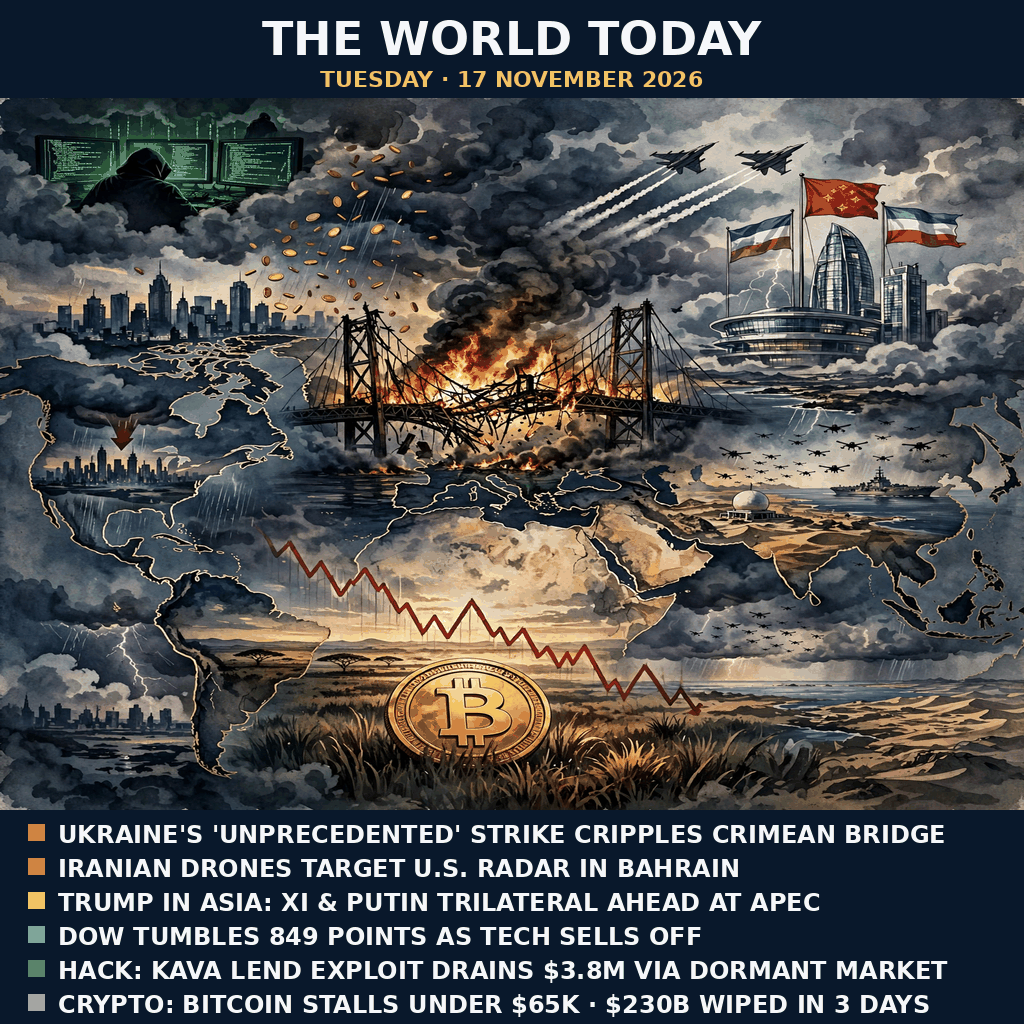 THE WORLD TODAY
TUESDAY · 17 NOVEMBER 2026
UKRAINE'S 'UNPRECEDENTED' STRIKE CRIPPLES CRIMEAN BRIDGE
IRANIAN DRONES TARGET U.S. RADAR IN BAHRAIN
TRUMP IN ASIA: XI & PUTIN TRILATERAL AHEAD AT APEC
DOW TUMBLES 849 POINTS AS TECH SELLS OFF
HACK: KAVA LEND EXPLOIT DRAINS $3.8M VIA DORMANT MARKET
CRYPTO: BITCOIN STALLS UNDER $65K · $230B WIPED IN 3 DAYS